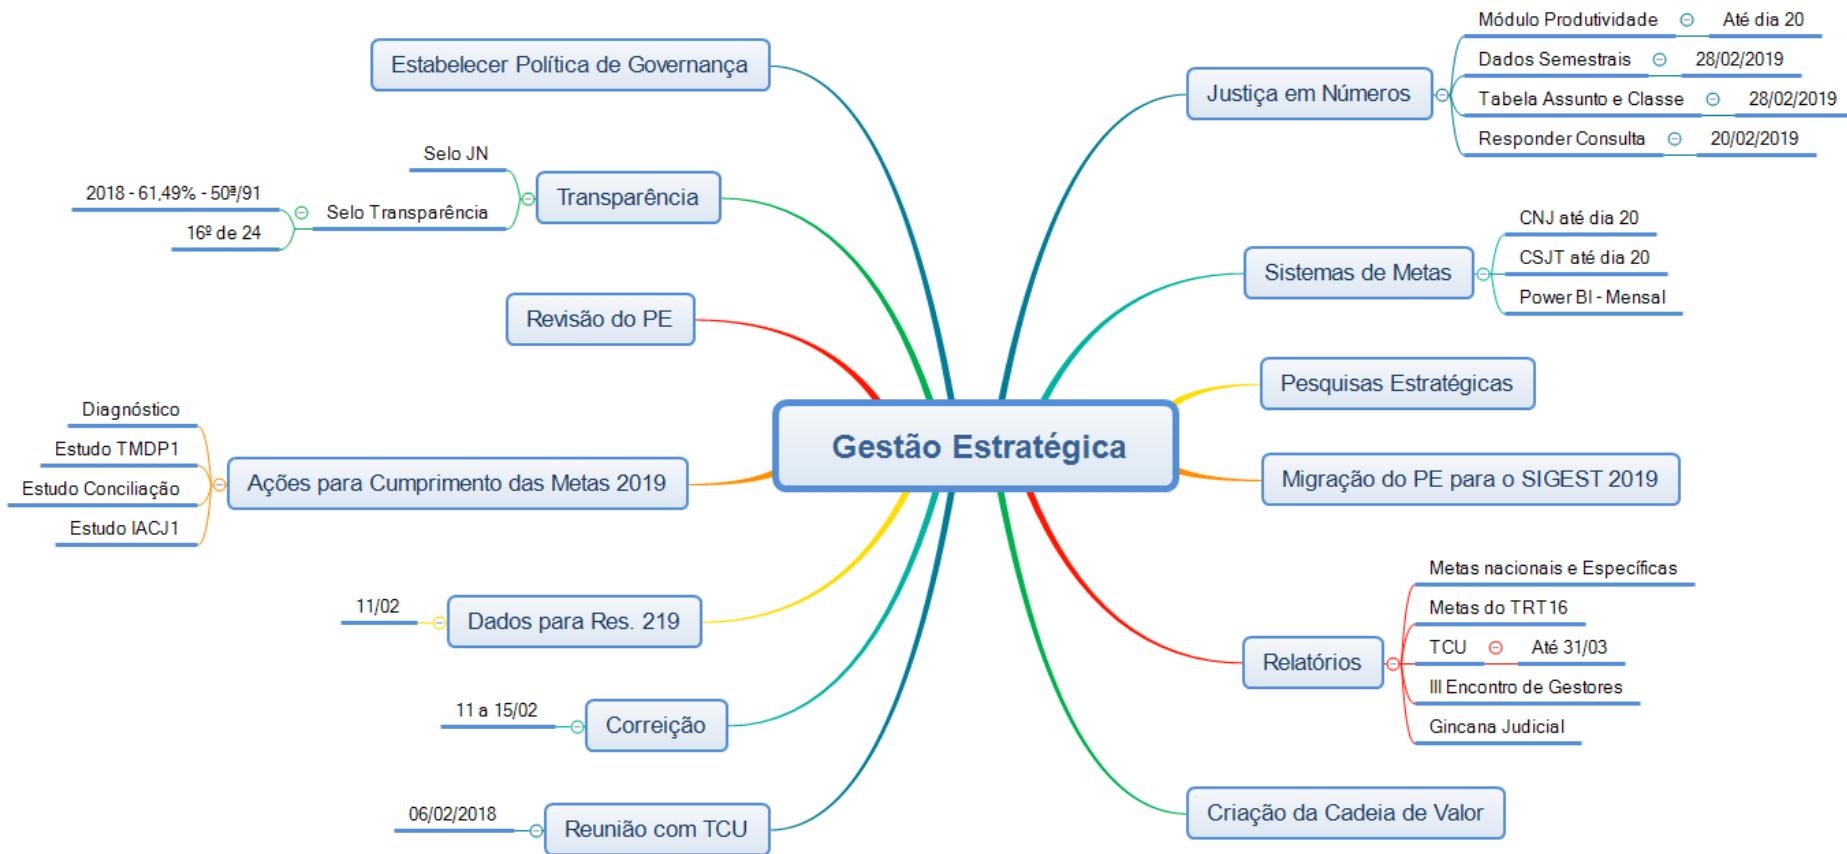 Gestão Estratégica
Justiça em Números
Módulo Produtividade
Até dia 20
Dados Semestrais
28/02/2019
Tabela Assunto e Classe
28/02/2019
Responder Consulta
20/02/2019
Sistemas de Metas
CNJ até dia 20
CSJT até dia 20
Power BI - Mensal
Pesquisas Estratégicas
Migração do PE para o SIGEST 2019
Relatórios
Metas nacionais e Específicas
Metas do TRT16
TCU
Até 31/03
III Encontro de Gestores
Gincana Judicial
Criação da Cadeia de Valor
Estabelecer Política de Governança
Transparência
Selo JN
Selo Transparência
2018 - 61,49% - 50ª/91
16º de 24
Revisão do PE
Ações para Cumprimento das Metas 2019
Diagnóstico
Estudo TMDP1
Estudo Conciliação
Estudo IACJ1
Dados para Res. 219
11/02
Correição
11 a 15/02
Reunião com TCU
06/02/2018